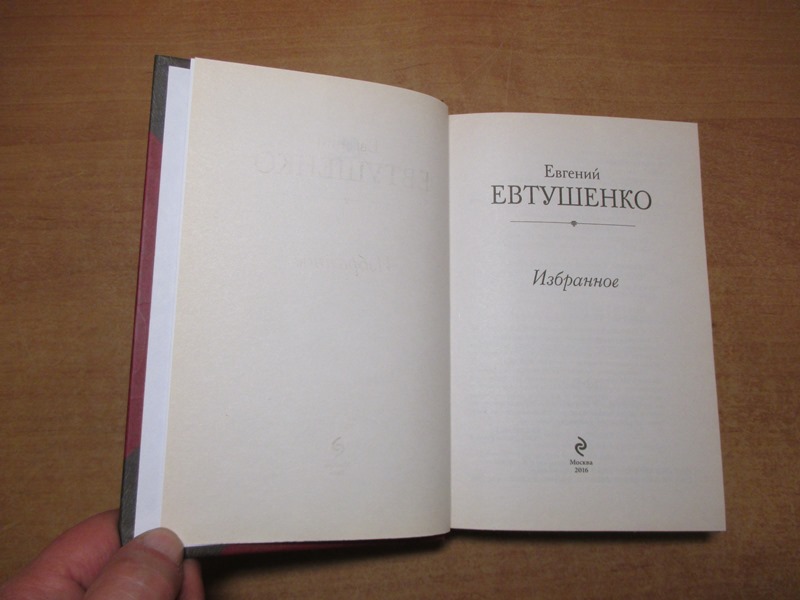 Евгений
ЕВТУШЕНКО
Избранное
Москва
2016